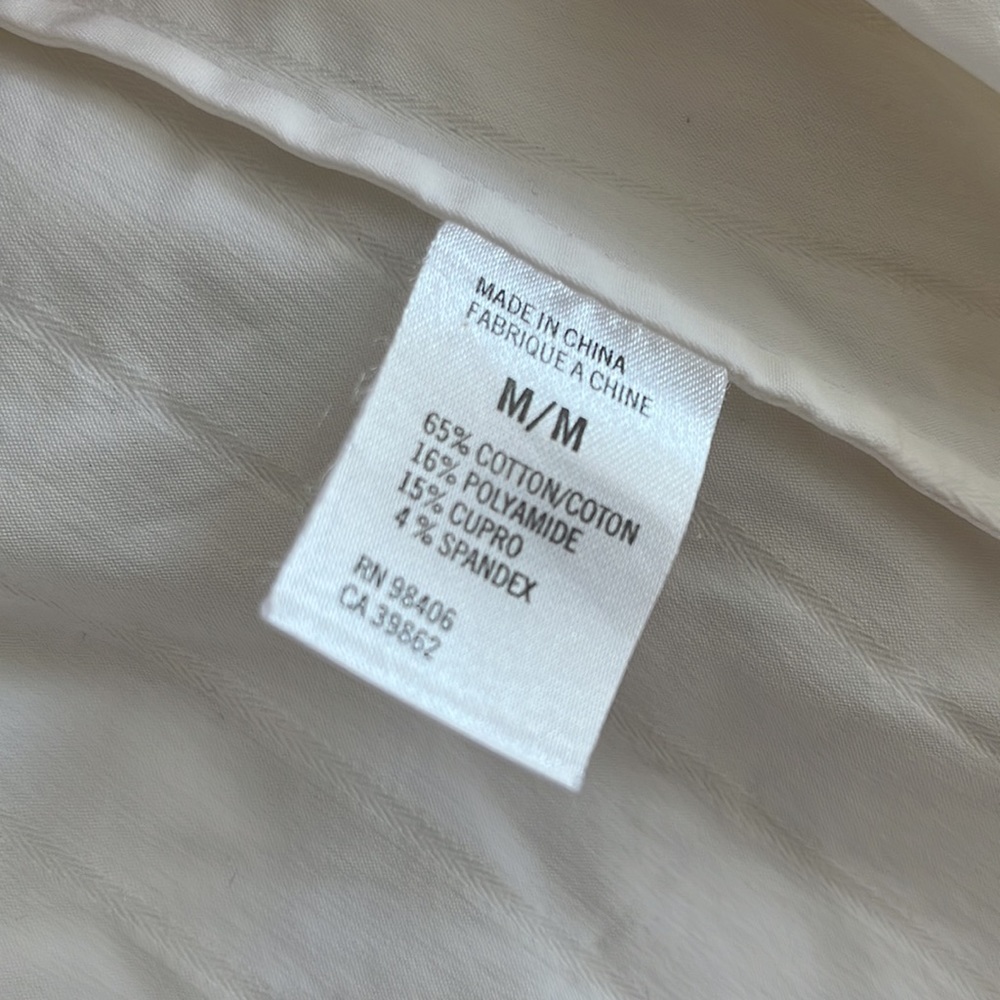 MADE IN CHINA
FABRIQUE A CHINE
M/M
65% COTTON/COTON
16% POLYAMIDE
15% CUPRO
4 % SPANDEX
RN 98406
CA 39862